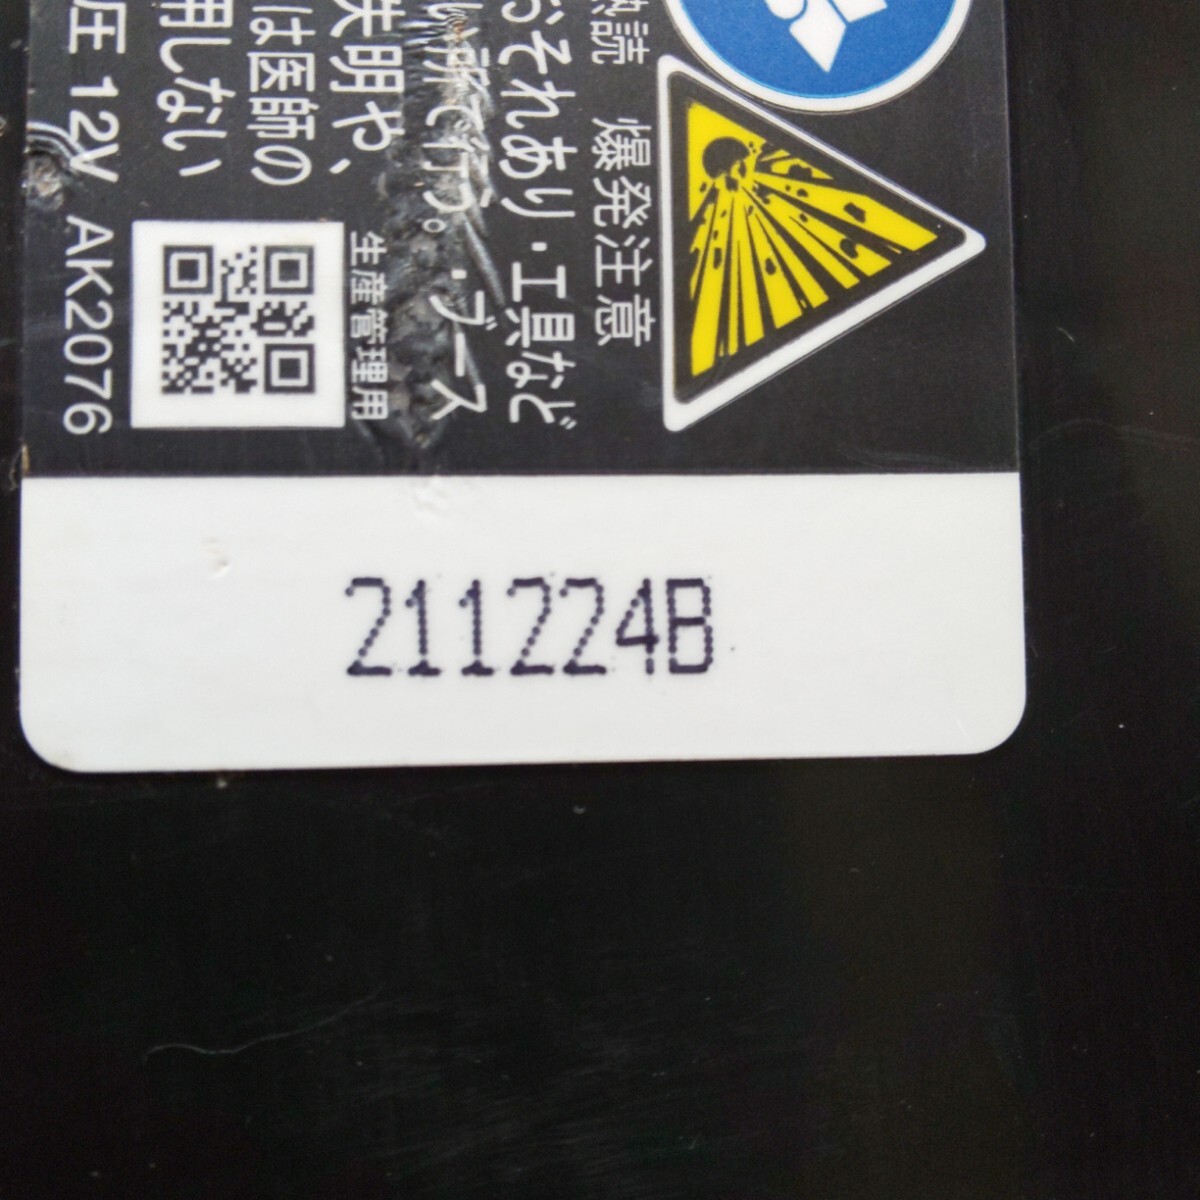 熟読 爆発注意
おそれあり・工具など
い所で行う。・ブース
失明や、
は医師の
用しない
圧 12V AK2076
生産管理用
211224B